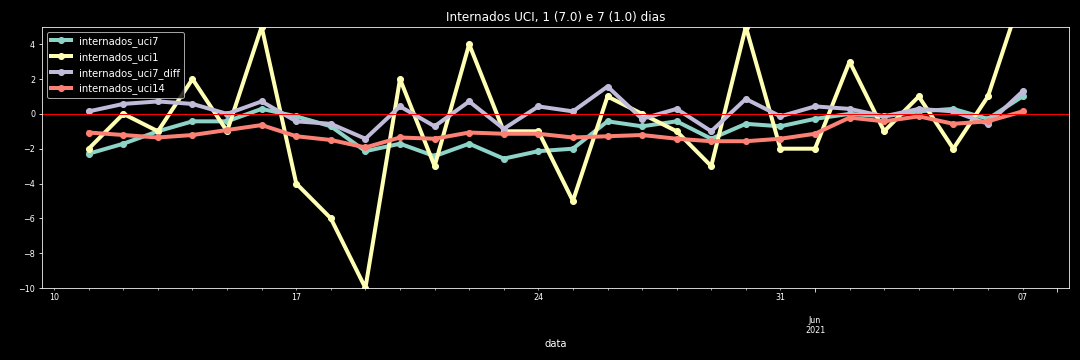 Internados UCI, 1 (7.0) e 7 (1.0) dias
internados_uci7
internados_uci1
internados_uci7_diff
internados_uci14
4
2
0
−2
−4
−6
−8
−10
10 17 24 31 07
Jun
2021
data